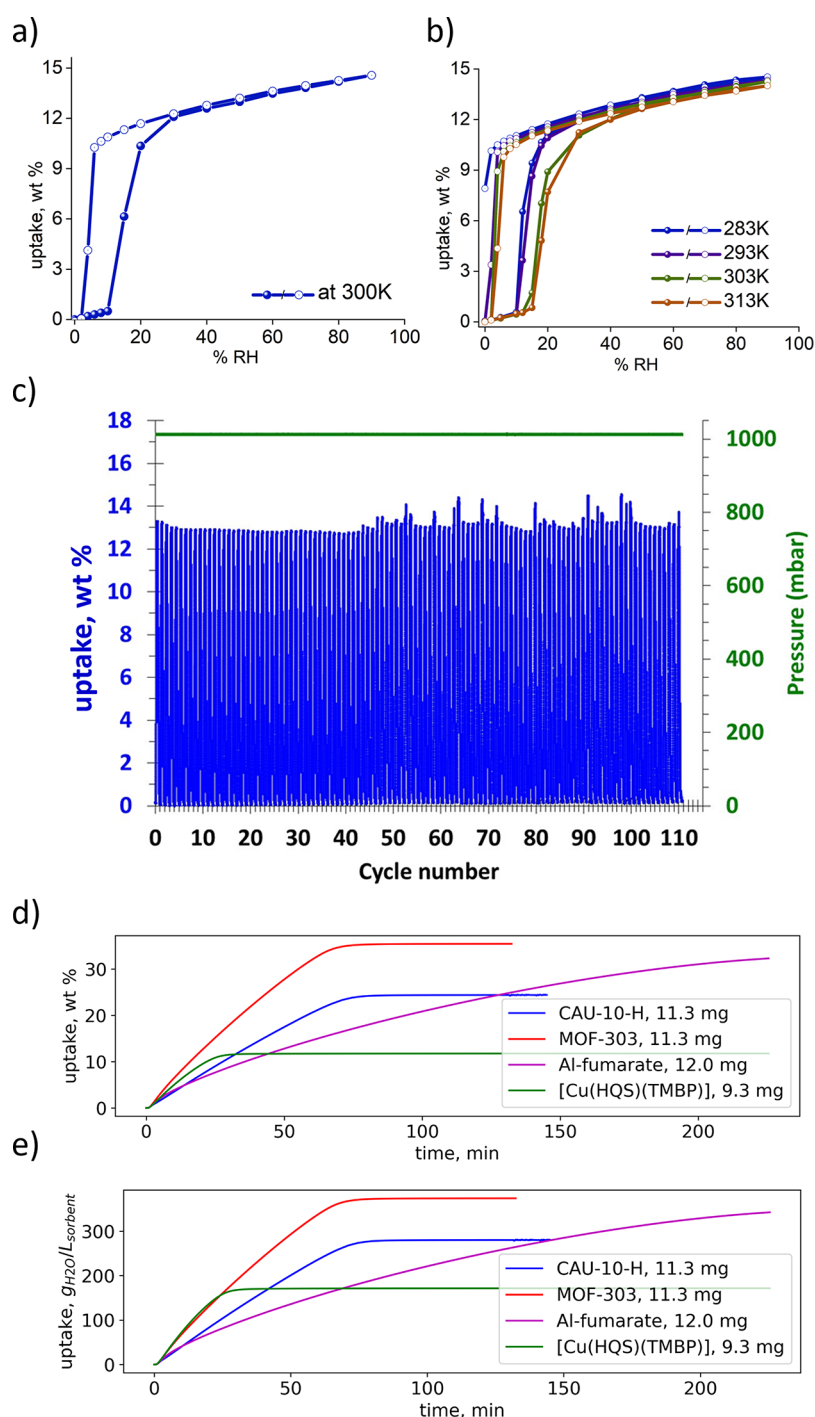 a)
15
12
9
6
3
0
uptake, wt %
0 20 40 60 80 100
% RH
at 300K
b)
15
12
9
6
3
0
uptake, wt %
0 20 40 60 80 100
% RH
283K
293K
303K
313K
c)
18
16
14
12
10
8
6
4
2
0
uptake, wt %
1000
800
600
400
200
0
Pressure (mbar)
0 10 20 30 40 50 60 70 80 90 100 110
Cycle number
d)
30
20
10
0
uptake, wt %
0 50 100 150 200
time, min
CAU-10-H, 11.3 mg
MOF-303, 11.3 mg
Al-fumarate, 12.0 mg
[Cu(HQS)(TMBP)], 9.3 mg
e)
300
200
100
0
uptake, gH2O/Lsorbent
0 50 100 150 200
time, min
CAU-10-H, 11.3 mg
MOF-303, 11.3 mg
Al-fumarate, 12.0 mg
[Cu(HQS)(TMBP)], 9.3 mg